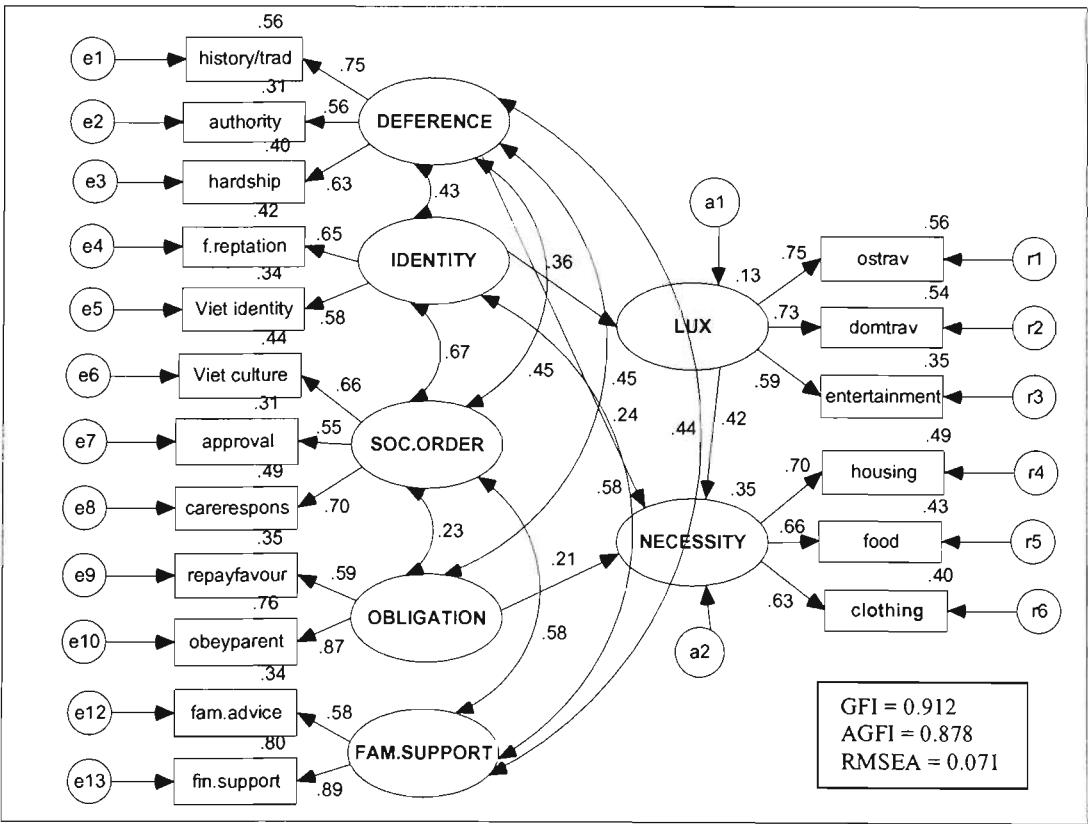 .56
e1
history/trad
.75
.31
e2
authority
.56
DEFERENCE
.40
e3
hardship
.63
.43
.42
e4
f.reptation
.65
IDENTITY
.36
.34
e5
Viet identity
.58
.44
e6
Viet culture
.66
.67
.45
.45
.24
.44
.31
e7
approval
.55
SOC.ORDER
.49
e8
carerespons
.70
.58
.35
.23
e9
repayfavour
.59
.21
.76
OBLIGATION
e10
obeyparent
.87
.58
.34
e12
fam.advice
.58
.80
FAM.SUPPORT
e13
fin.support
.89
a1
.13
LUX
.56
.75
ostrav
r1
.54
.73
domtrav
r2
.35
.59
entertainment
r3
.42
.49
.70
housing
r4
.35
.43
NECESSITY
.66
food
r5
.40
.63
clothing
r6
a2
GFI = 0.912
AGFI = 0.878
RMSEA = 0.071